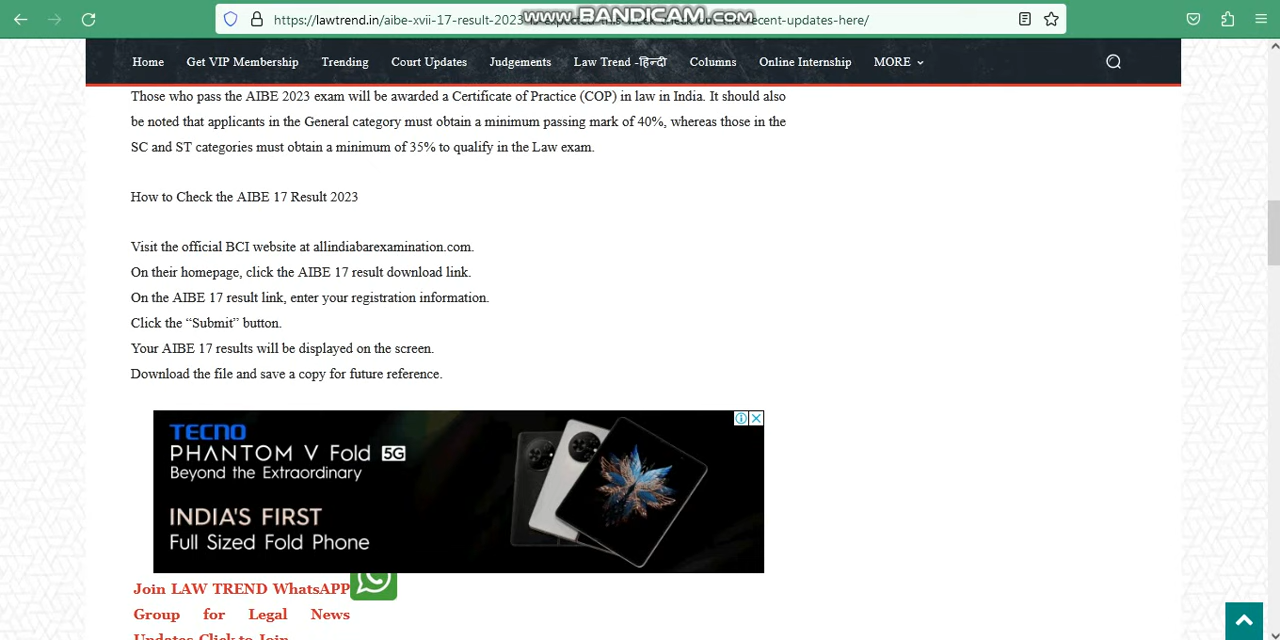 https://lawtrend.in/aibe-xvii-17-result-2023
www.BANDICAM.com
ecent-updates-here/
Home Get VIP Membership Trending Court Updates Judgements Law Trend -हिन्दी Columns Online Internship MORE
Those who pass the AIBE 2023 exam will be awarded a Certificate of Practice (COP) in law in India. It should also
be noted that applicants in the General category must obtain a minimum passing mark of 40%, whereas those in the
SC and ST categories must obtain a minimum of 35% to qualify in the Law exam.
How to Check the AIBE 17 Result 2023
Visit the official BCI website at allindiabarexamination.com.
On their homepage, click the AIBE 17 result download link.
On the AIBE 17 result link, enter your registration information.
Click the “Submit” button.
Your AIBE 17 results will be displayed on the screen.
Download the file and save a copy for future reference.
TECNO
PHANTOM V Fold 5G
Beyond the Extraordinary
INDIA'S FIRST
Full Sized Fold Phone
Join LAW TREND WhatsAPP
Group for Legal News
Updates-Click to Join